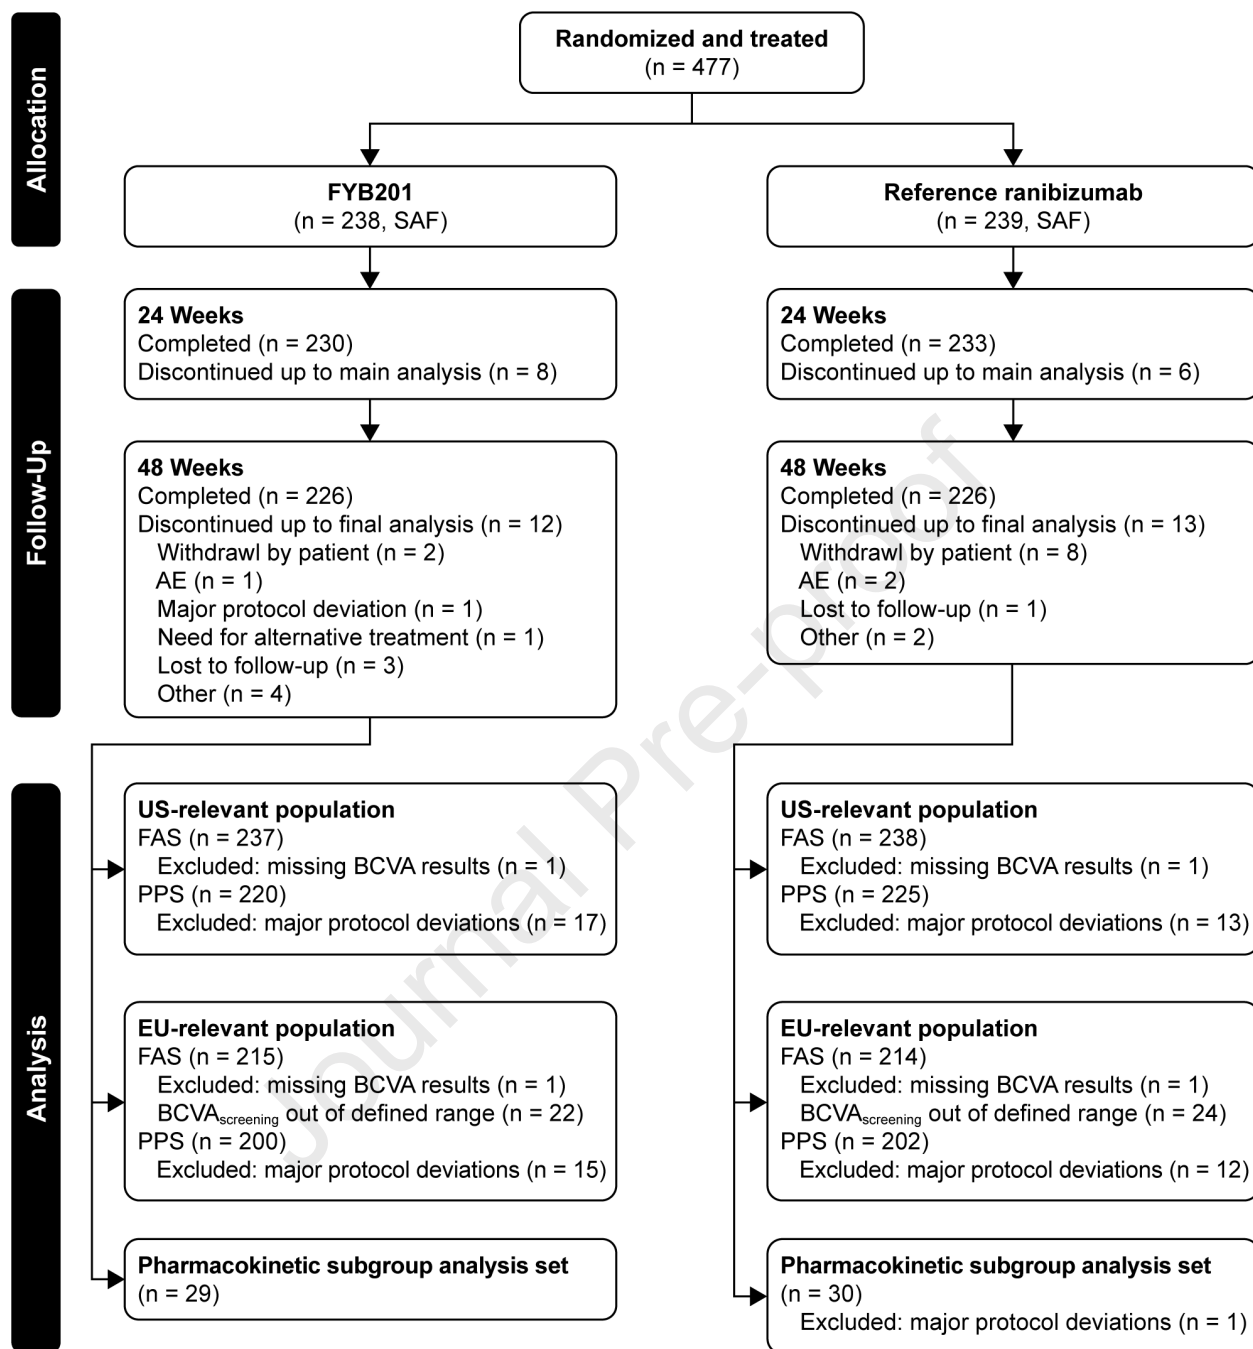 Allocation
Randomized and treated
(n = 477)
FYB201
(n = 238, SAF)
Reference ranibizumab
(n = 239, SAF)
Follow-Up
24 Weeks
Completed (n = 230)
Discontinued up to main analysis (n = 8)
24 Weeks
Completed (n = 233)
Discontinued up to main analysis (n = 6)
48 Weeks
Completed (n = 226)
Discontinued up to final analysis (n = 12)
Withdrawl by patient (n = 2)
AE (n = 1)
Major protocol deviation (n = 1)
Need for alternative treatment (n = 1)
Lost to follow-up (n = 3)
Other (n = 4)
48 Weeks
Completed (n = 226)
Discontinued up to final analysis (n = 13)
Withdrawl by patient (n = 8)
AE (n = 2)
Lost to follow-up (n = 1)
Other (n = 2)
Analysis
US-relevant population
FAS (n = 237)
Excluded: missing BCVA results (n = 1)
PPS (n = 220)
Excluded: major protocol deviations (n = 17)
US-relevant population
FAS (n = 238)
Excluded: missing BCVA results (n = 1)
PPS (n = 225)
Excluded: major protocol deviations (n = 13)
EU-relevant population
FAS (n = 215)
Excluded: missing BCVA results (n = 1)
BCVAscreening out of defined range (n = 22)
PPS (n = 200)
Excluded: major protocol deviations (n = 15)
EU-relevant population
FAS (n = 214)
Excluded: missing BCVA results (n = 1)
BCVAscreening out of defined range (n = 24)
PPS (n = 202)
Excluded: major protocol deviations (n = 12)
Pharmacokinetic subgroup analysis set
(n = 29)
Pharmacokinetic subgroup analysis set
(n = 30)
Excluded: major protocol deviations (n = 1)
Journal Pre-proof